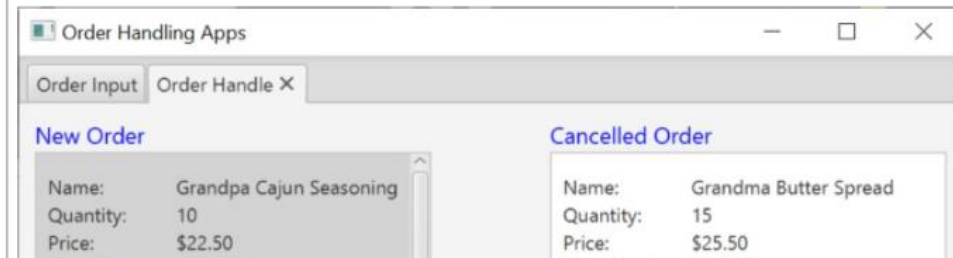 Order Handling Apps
Order Input
Order Handle ✕
New Order
Name: Grandpa Cajun Seasoning
Quantity: 10
Price: $22.50
Cancelled Order
Name: Grandma Butter Spread
Quantity: 15
Price: $25.50